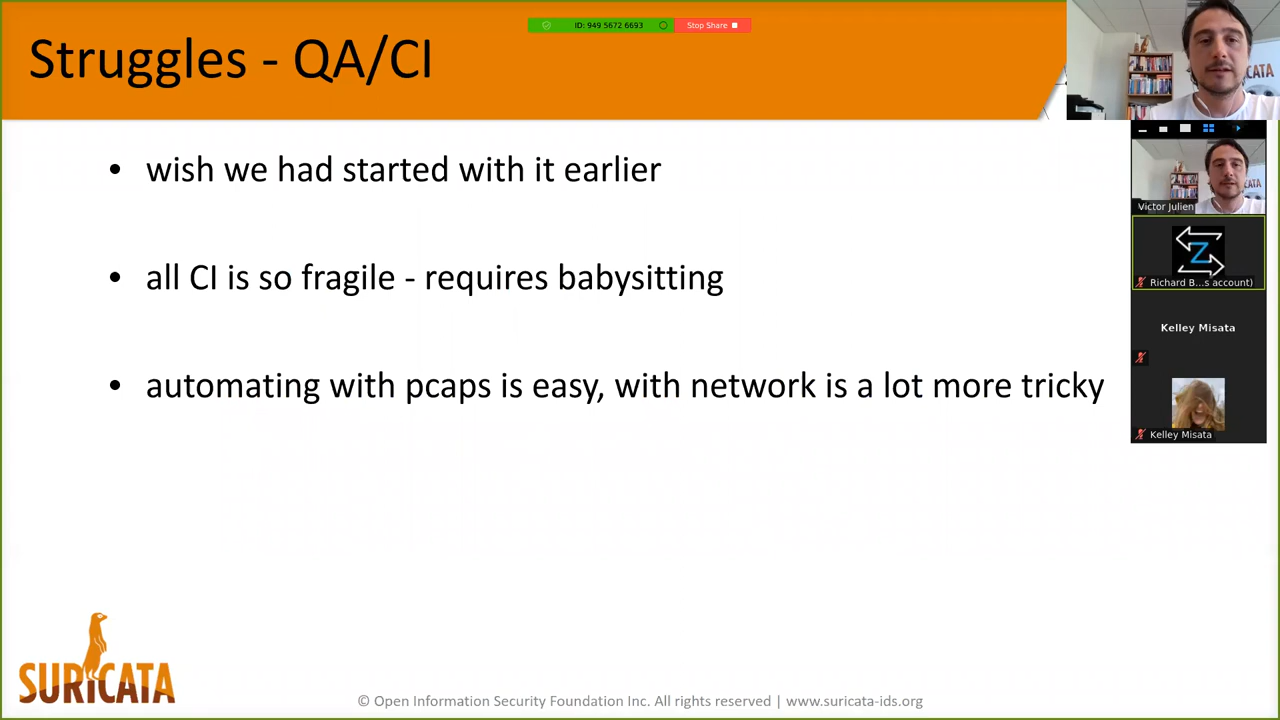 Struggles - QA/CI
ID: 949 5672 6693
Stop Share
• wish we had started with it earlier
• all CI is so fragile - requires babysitting
• automating with pcaps is easy, with network is a lot more tricky
CATA
Victor Julien
Z
Richard B...s account)
Kelley Misata
Kelley Misata
SURICATA
© Open Information Security Foundation Inc. All rights reserved | www.suricata-ids.org